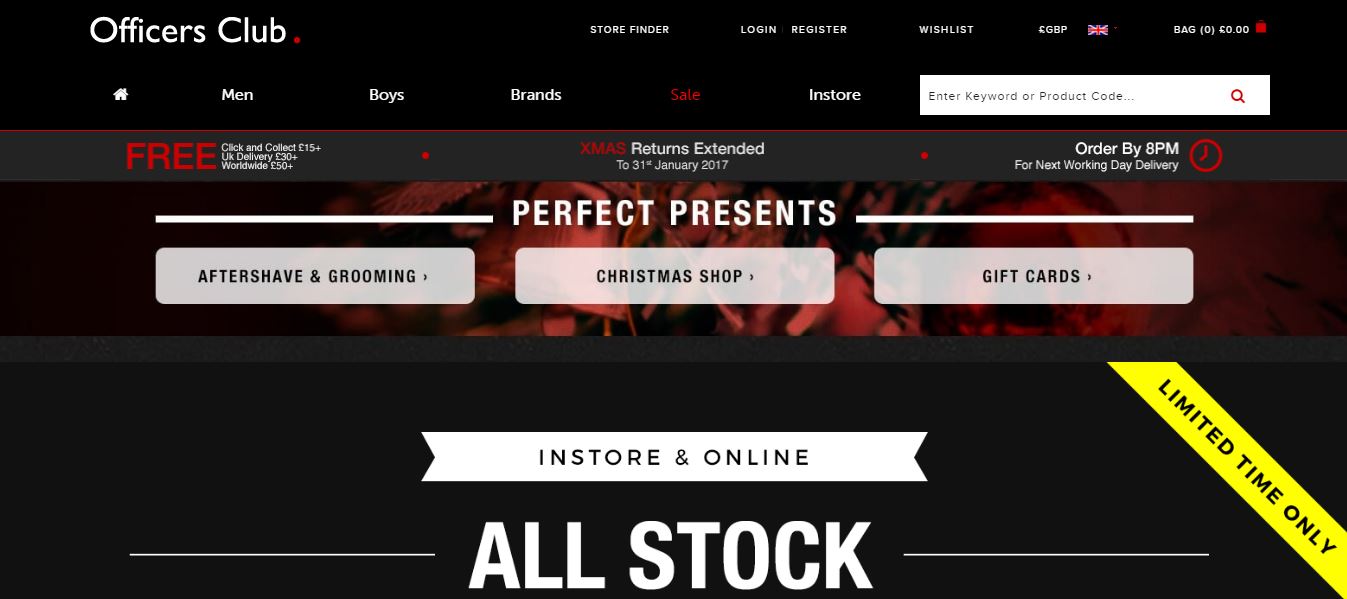 Officers Club.
STORE FINDER
LOGIN
REGISTER
WISHLIST
£GBP
BAG (0) £0.00
Men
Boys
Brands
Sale
Instore
Enter Keyword or Product Code...
FREE
Click and Collect £15+
Uk Delivery £30+
Worldwide £50+
XMAS Returns Extended
To 31st January 2017
Order By 8PM
For Next Working Day Delivery
PERFECT PRESENTS
AFTERSHAVE & GROOMING ›
CHRISTMAS SHOP ›
GIFT CARDS ›
LIMITED TIME ONLY
INSTORE & ONLINE
ALL STOCK